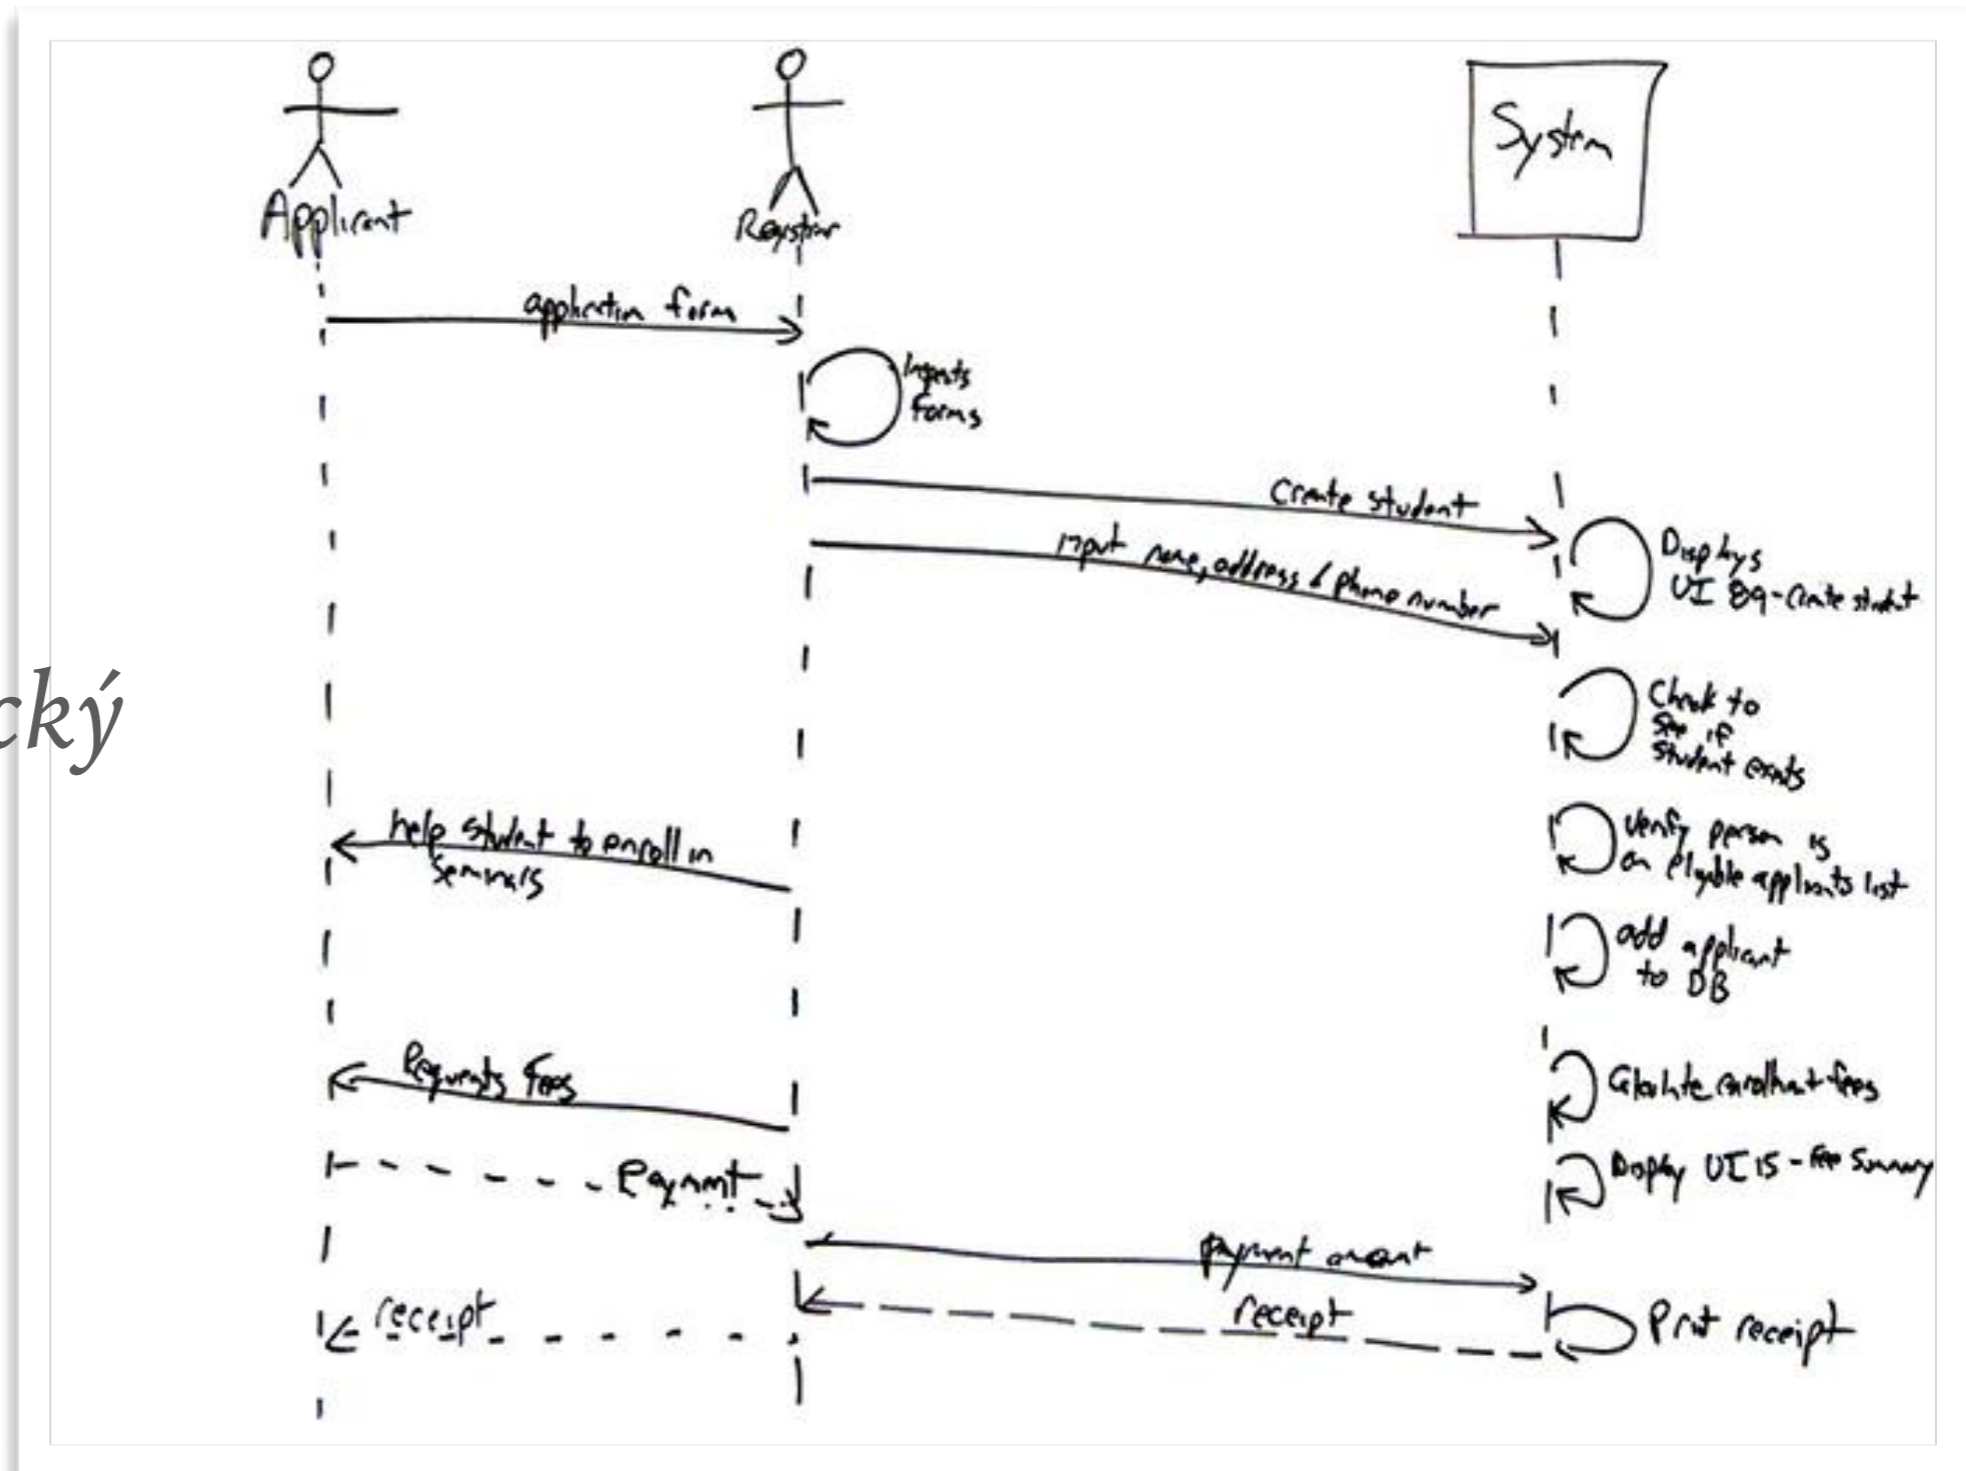 Applicant
Registrar
System
application form
Inspects
Forms
Create student
Displays
UI 89 - Create student
input name, address & phone number
cký
Check to
see if
Student exists
help student to enroll in
Seminars
Verify person is
on eligible applicants list
add applicant
to DB
Requests fees
Calculate enrollment fees
Payment
Display UI 15 - fee Summary
payment amount
receipt
receipt
Print receipt